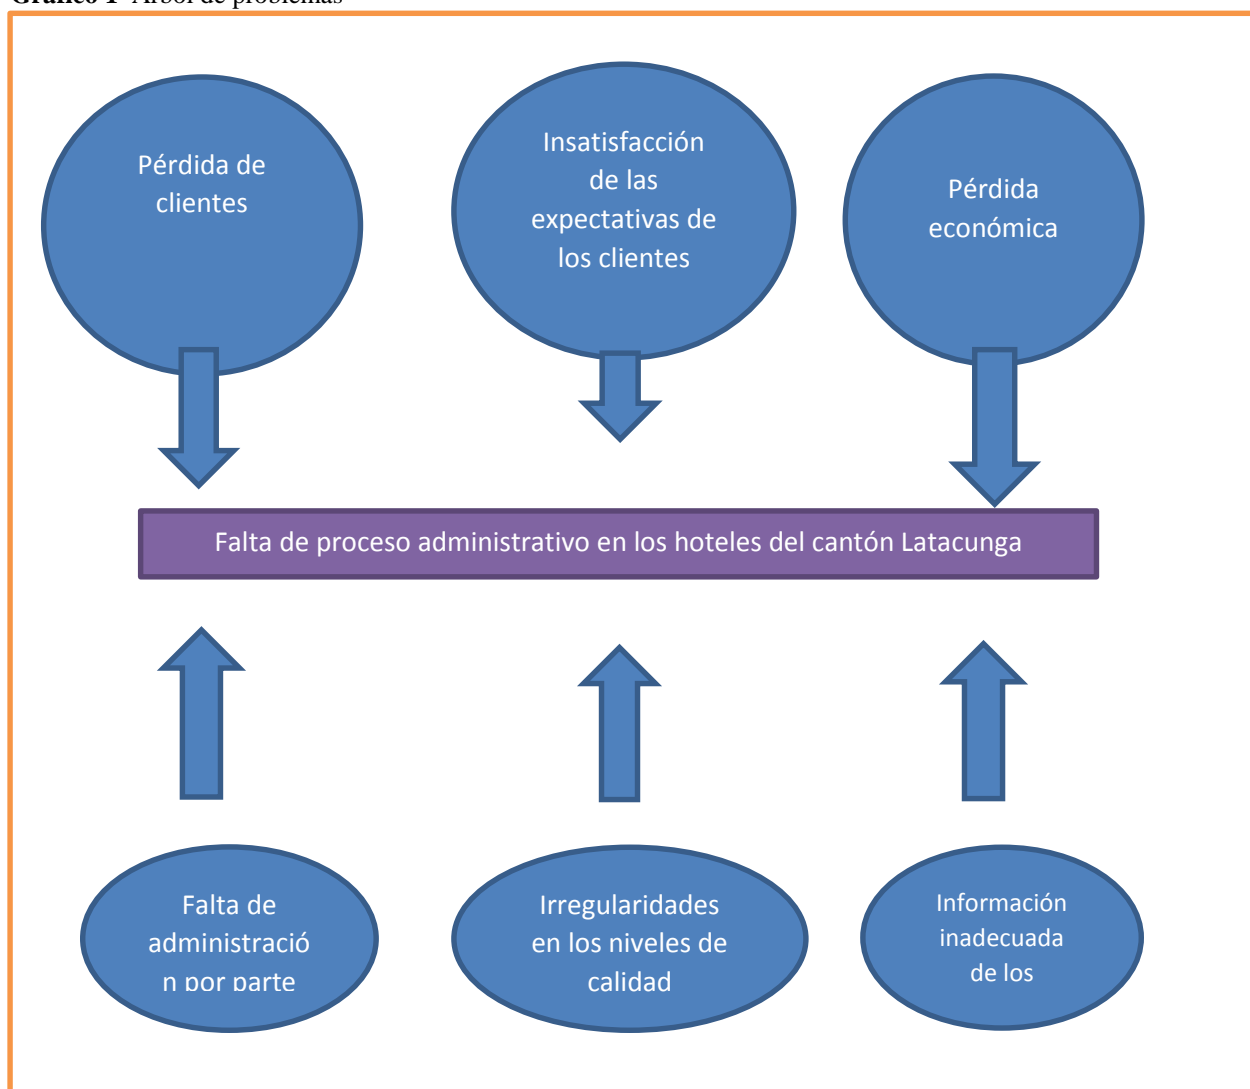 Gráfico 1 Árbol de problemas
Pérdida de
clientes
Insatisfacción
de las
expectativas de
los clientes
Pérdida
económica
Falta de proceso administrativo en los hoteles del cantón Latacunga
Falta de
administració
n por parte
Irregularidades
en los niveles de
calidad
Información
inadecuada
de los